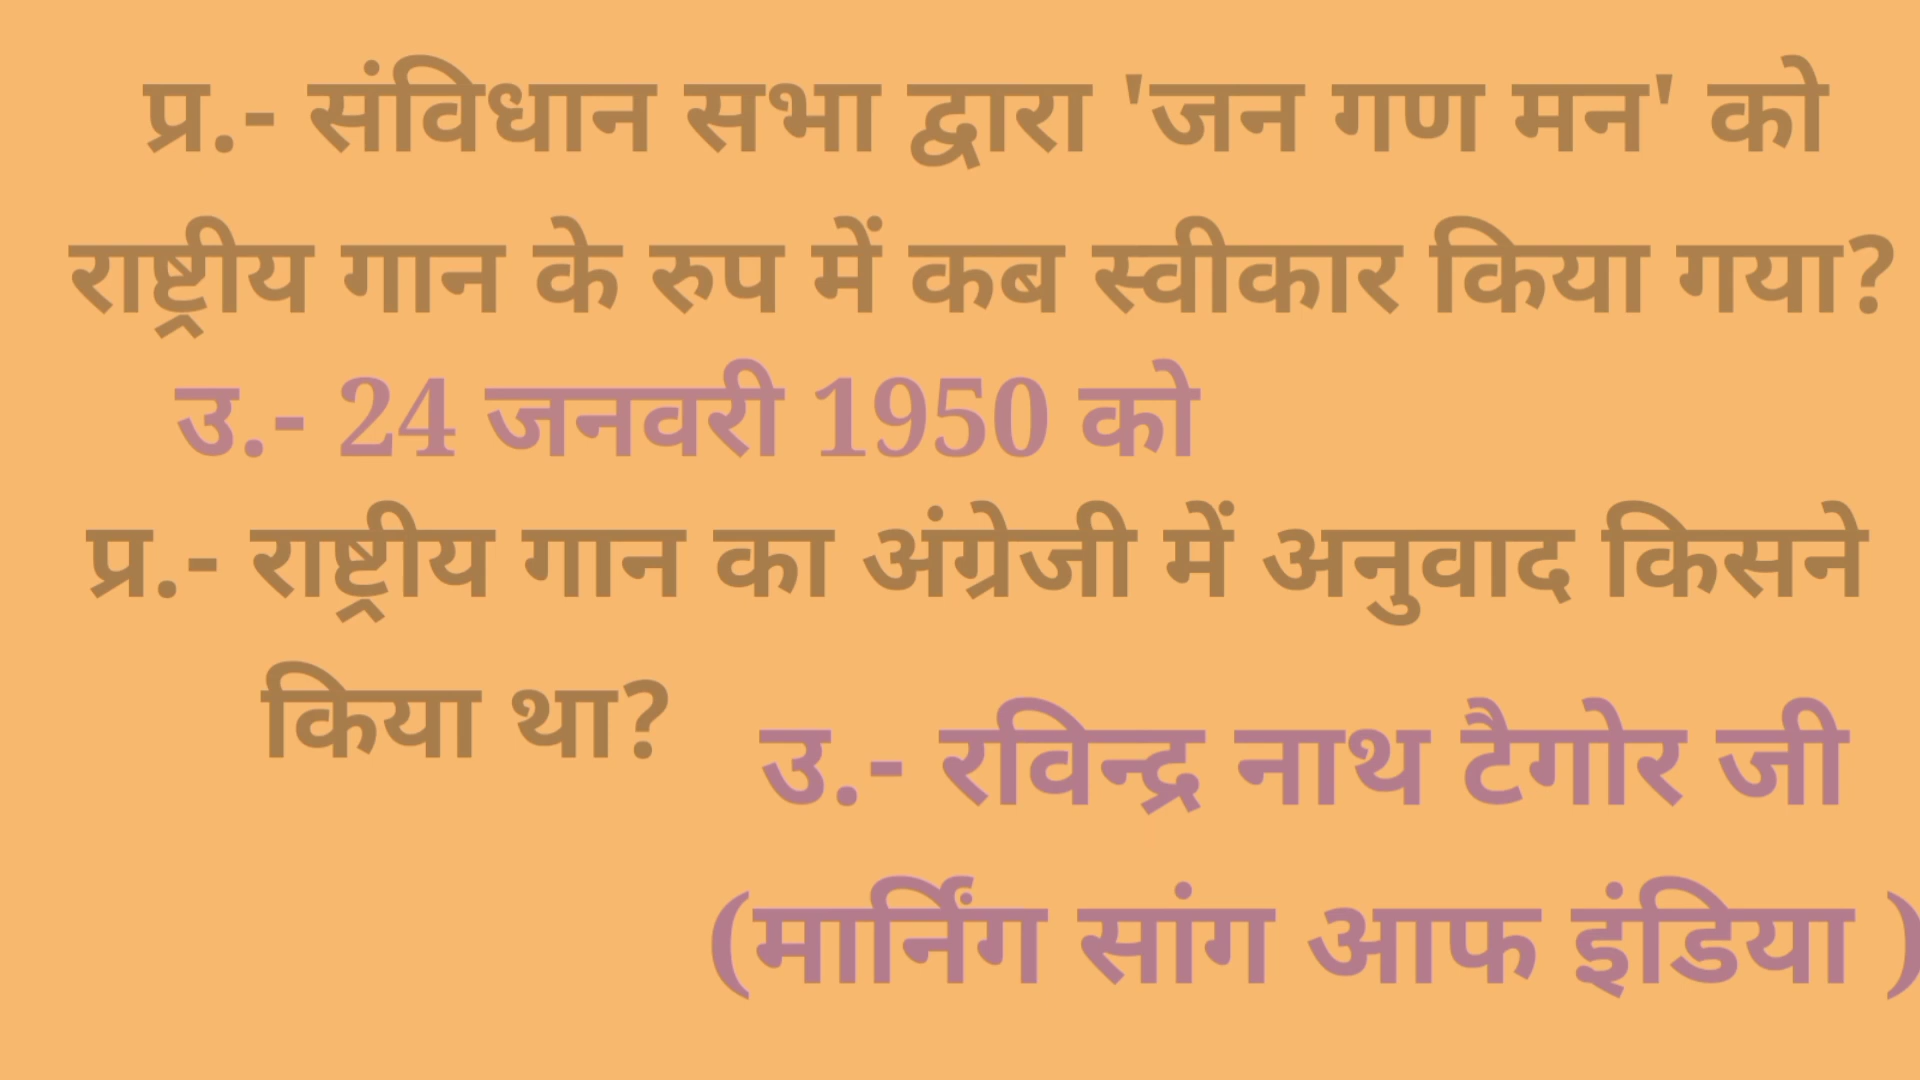 प्र.- संविधान सभा द्वारा 'जन गण मन' को
राष्ट्रीय गान के रुप में कब स्वीकार किया गया?
उ.- 24 जनवरी 1950 को
प्र.- राष्ट्रीय गान का अंग्रेजी में अनुवाद किसने
किया था?
उ.- रविन्द्र नाथ टैगोर जी
(मार्निंग सांग आफ इंडिया )